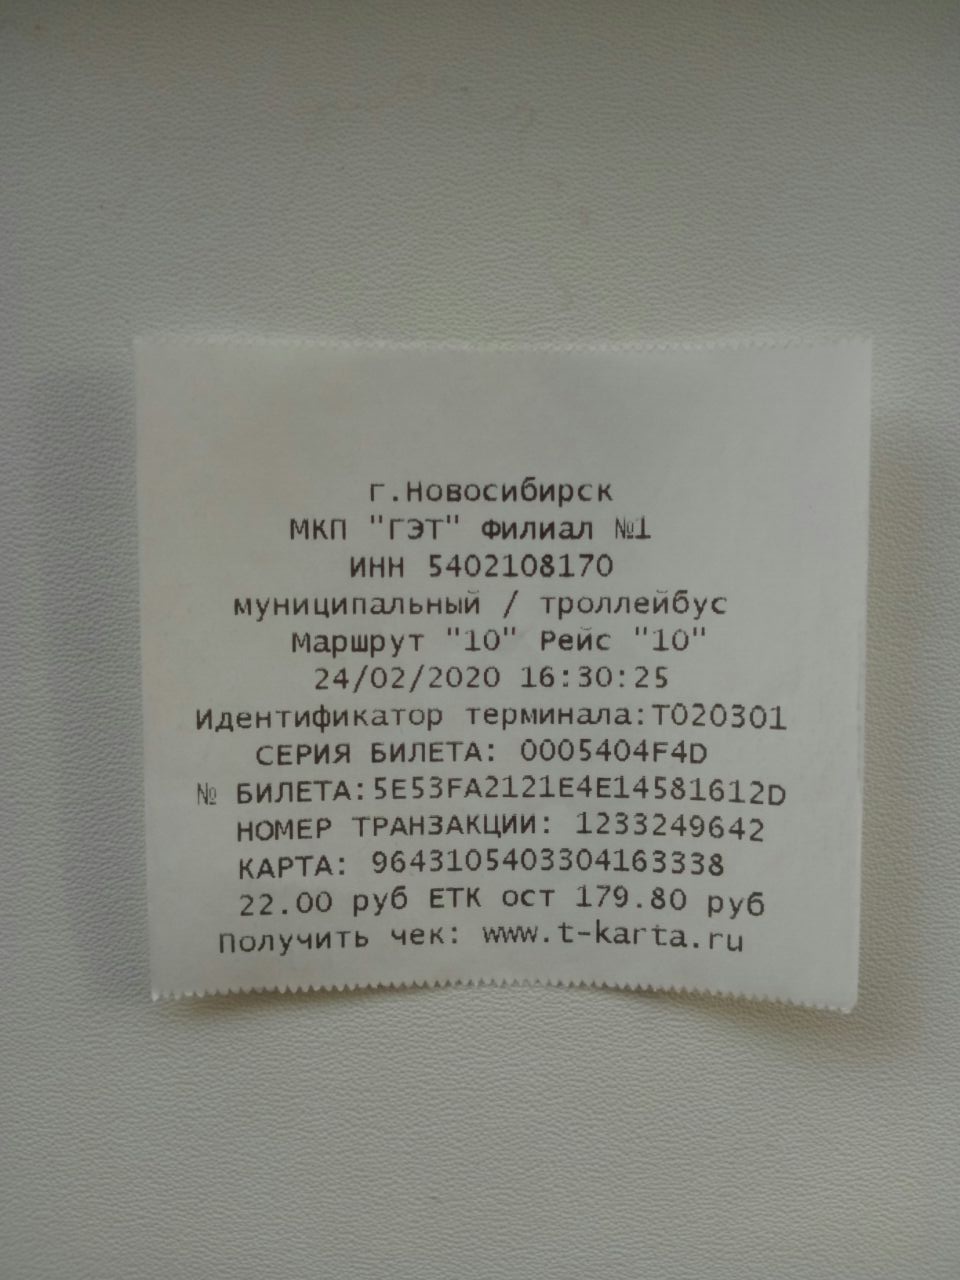 г.Новосибирск
МКП "ГЭТ" Филиал №1
ИНН 5402108170
муниципальный / троллейбус
Маршрут "10" Рейс "10"
24/02/2020 16:30:25
Идентификатор терминала:T020301
СЕРИЯ БИЛЕТА: 0005404F4D
№ БИЛЕТА:5E53FA2121E4E14581612D
НОМЕР ТРАНЗАКЦИИ: 1233249642
КАРТА: 9643105403304163338
22.00 руб ЕТК ост 179.80 руб
Получить чек: www.t-karta.ru